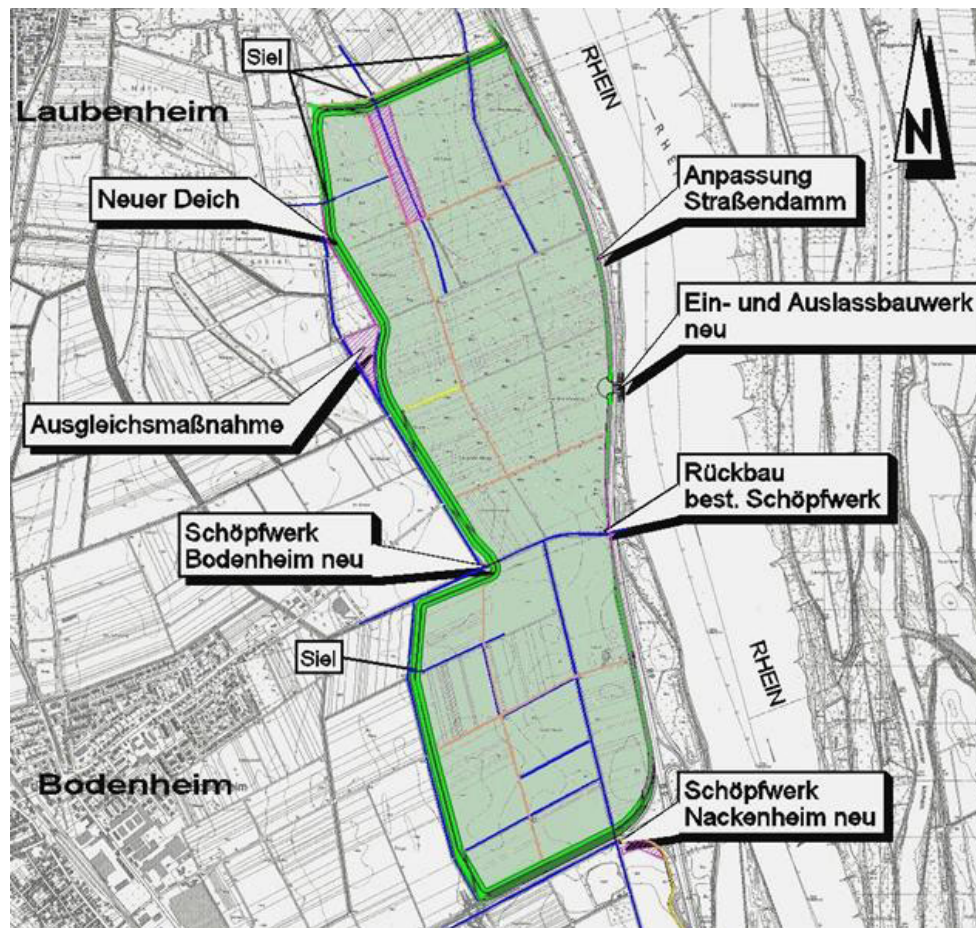 Siel
RHEIN
N
Laubenheim
Anpassung
Straßendamm
Neuer Deich
Ein- und Auslassbauwerk
neu
Ausgleichsmaßnahme
Rückbau
best. Schöpfwerk
Schöpfwerk
Bodenheim neu
Siel
RHEIN
Bodenheim
Schöpfwerk
Nackenheim neu